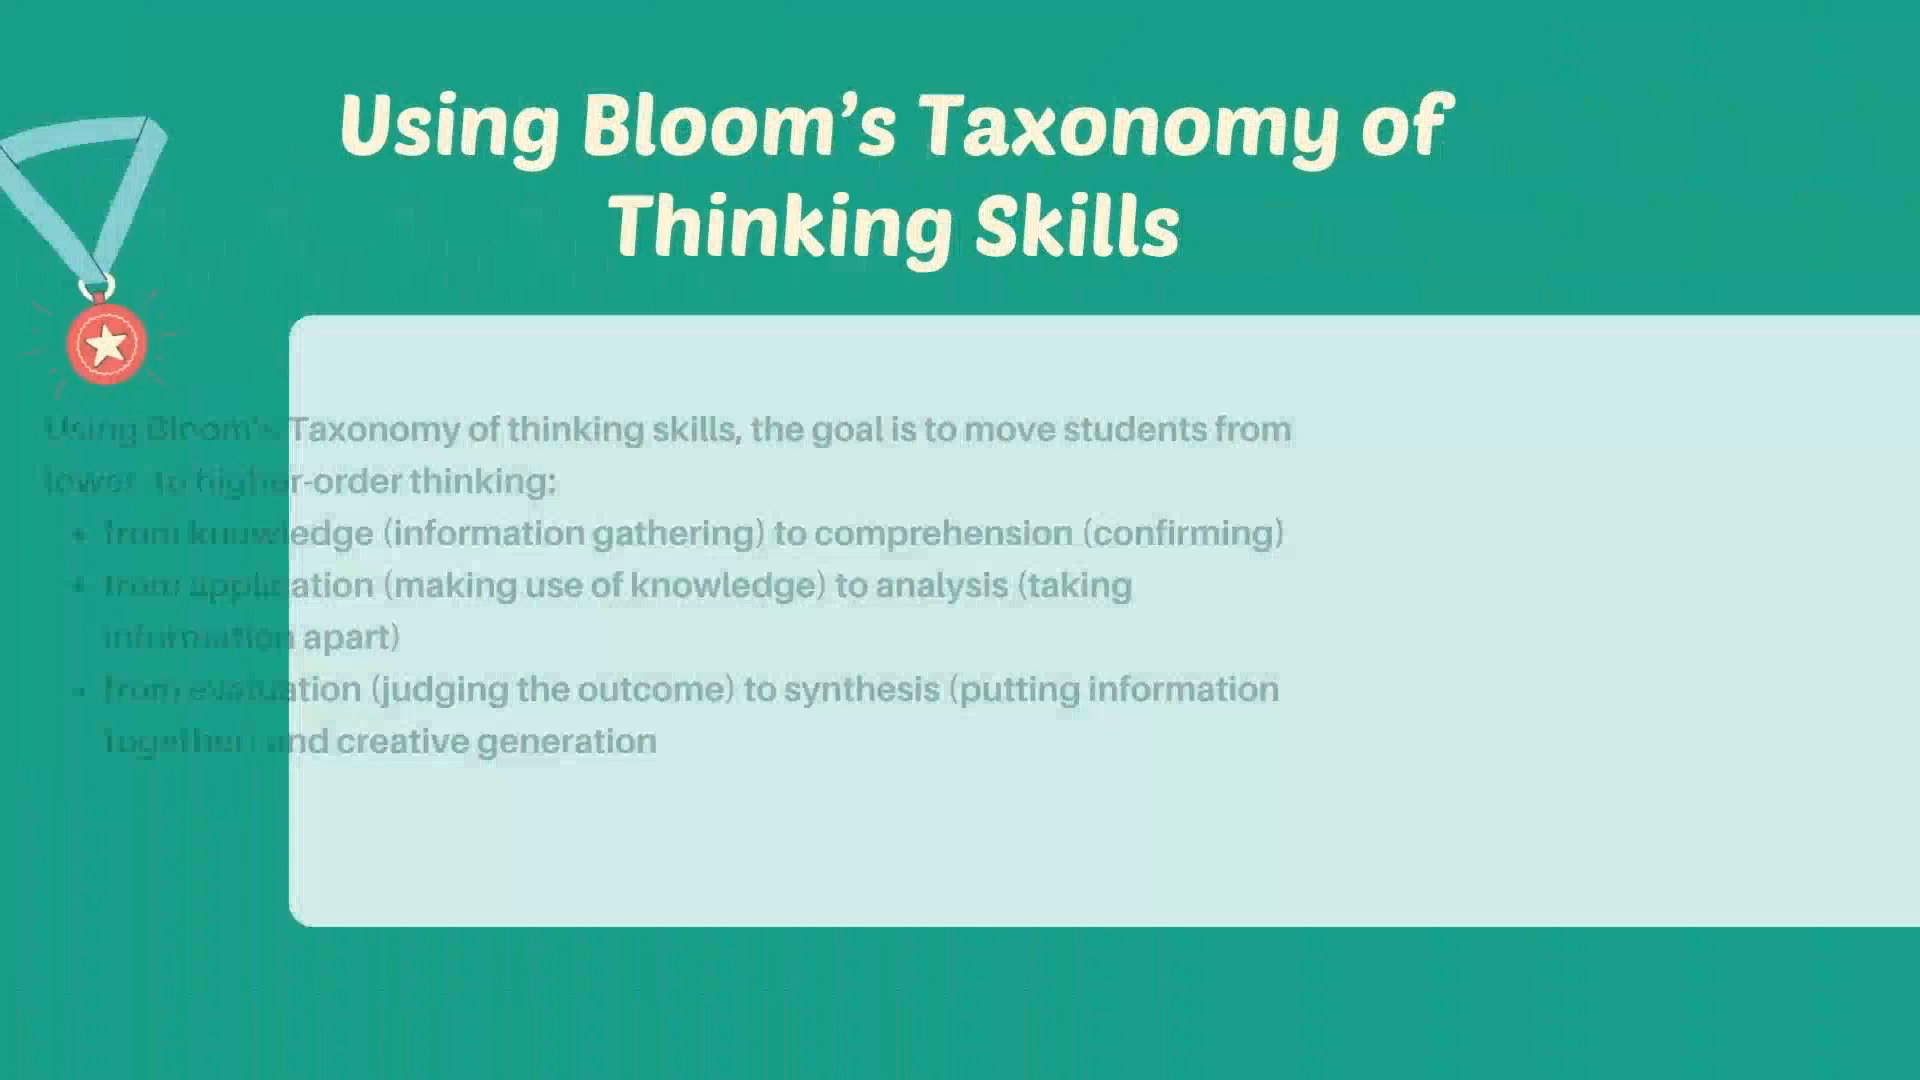 Using Bloom’s Taxonomy of
Thinking Skills
Using Bloom's Taxonomy of thinking skills, the goal is to move students from
lower- to higher-order thinking:
• from knowledge (information gathering) to comprehension (confirming)
• from application (making use of knowledge) to analysis (taking
information apart)
• from evaluation (judging the outcome) to synthesis (putting information
together) and creative generation